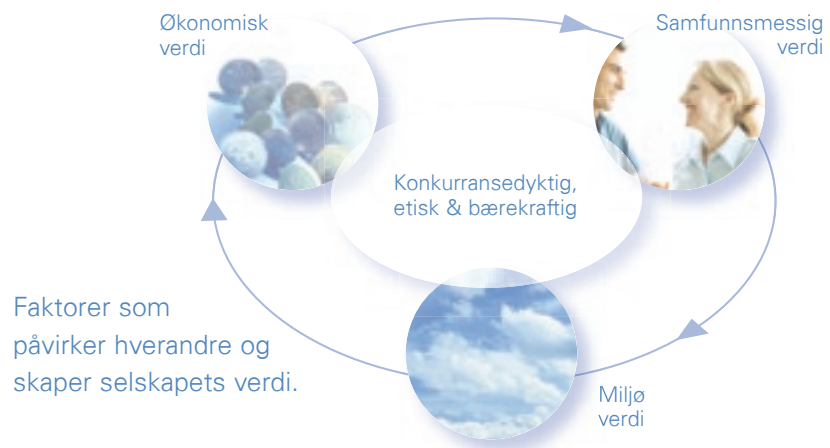 Økonomisk
verdi
Samfunnsmessig
verdi
Konkurransedyktig,
etisk & bærekraftig
Faktorer som
påvirker hverandre og
skaper selskapets verdi.
Miljø
verdi